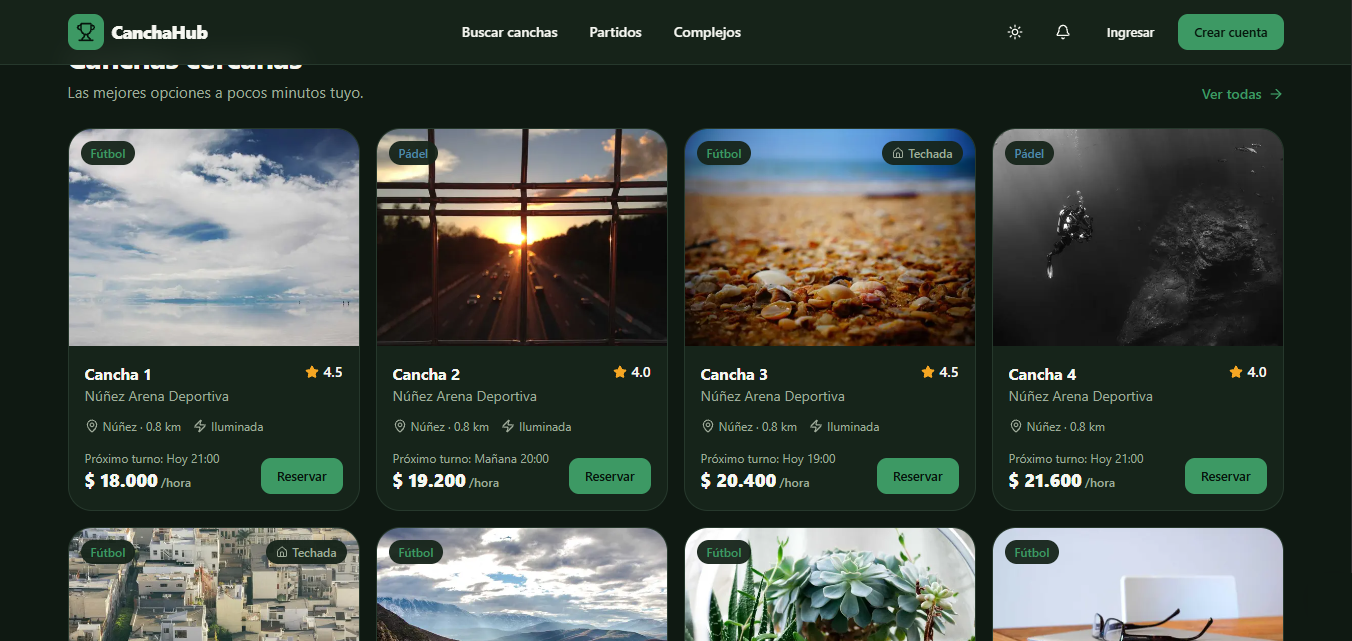 CanchaHub
Buscar canchas
Partidos
Complejos
Ingresar
Crear cuenta
Canchas cercanas
Las mejores opciones a pocos minutos tuyo.
Ver todas →
Fútbol
Pádel
Fútbol
Techada
Pádel
Cancha 1
4.5
Núñez Arena Deportiva
Núñez · 0.8 km
Iluminada
Próximo turno: Hoy 21:00
$ 18.000 /hora
Reservar
Cancha 2
4.0
Núñez Arena Deportiva
Núñez · 0.8 km
Iluminada
Próximo turno: Mañana 20:00
$ 19.200 /hora
Reservar
Cancha 3
4.5
Núñez Arena Deportiva
Núñez · 0.8 km
Iluminada
Próximo turno: Hoy 19:00
$ 20.400 /hora
Reservar
Cancha 4
4.0
Núñez Arena Deportiva
Núñez · 0.8 km
Próximo turno: Hoy 21:00
$ 21.600 /hora
Reservar
Fútbol
Techada
Fútbol
Fútbol
Fútbol